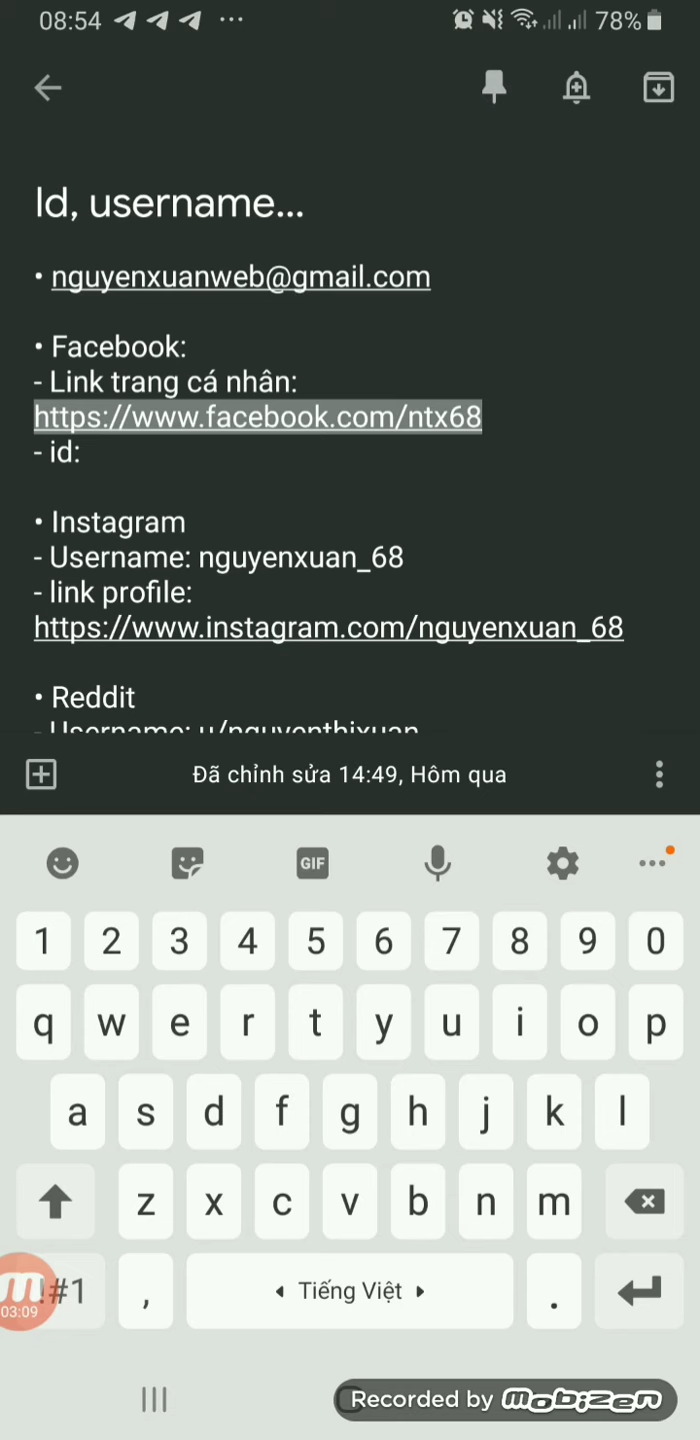 08:54
78%
Id, username...
• nguyenxuanweb@gmail.com
• Facebook:
- Link trang cá nhân:
https://www.facebook.com/ntx68
- id:
• Instagram
- Username: nguyenxuan_68
- link profile:
https://www.instagram.com/nguyenxuan_68
• Reddit
- Username: u/nguyenthixuan
Đã chỉnh sửa 14:49, Hôm qua
GIF
1 2 3 4 5 6 7 8 9 0
q w e r t y u i o p
a s d f g h j k l
z x c v b n m
!#1 , Tiếng Việt .
03:09
Recorded by mobizen